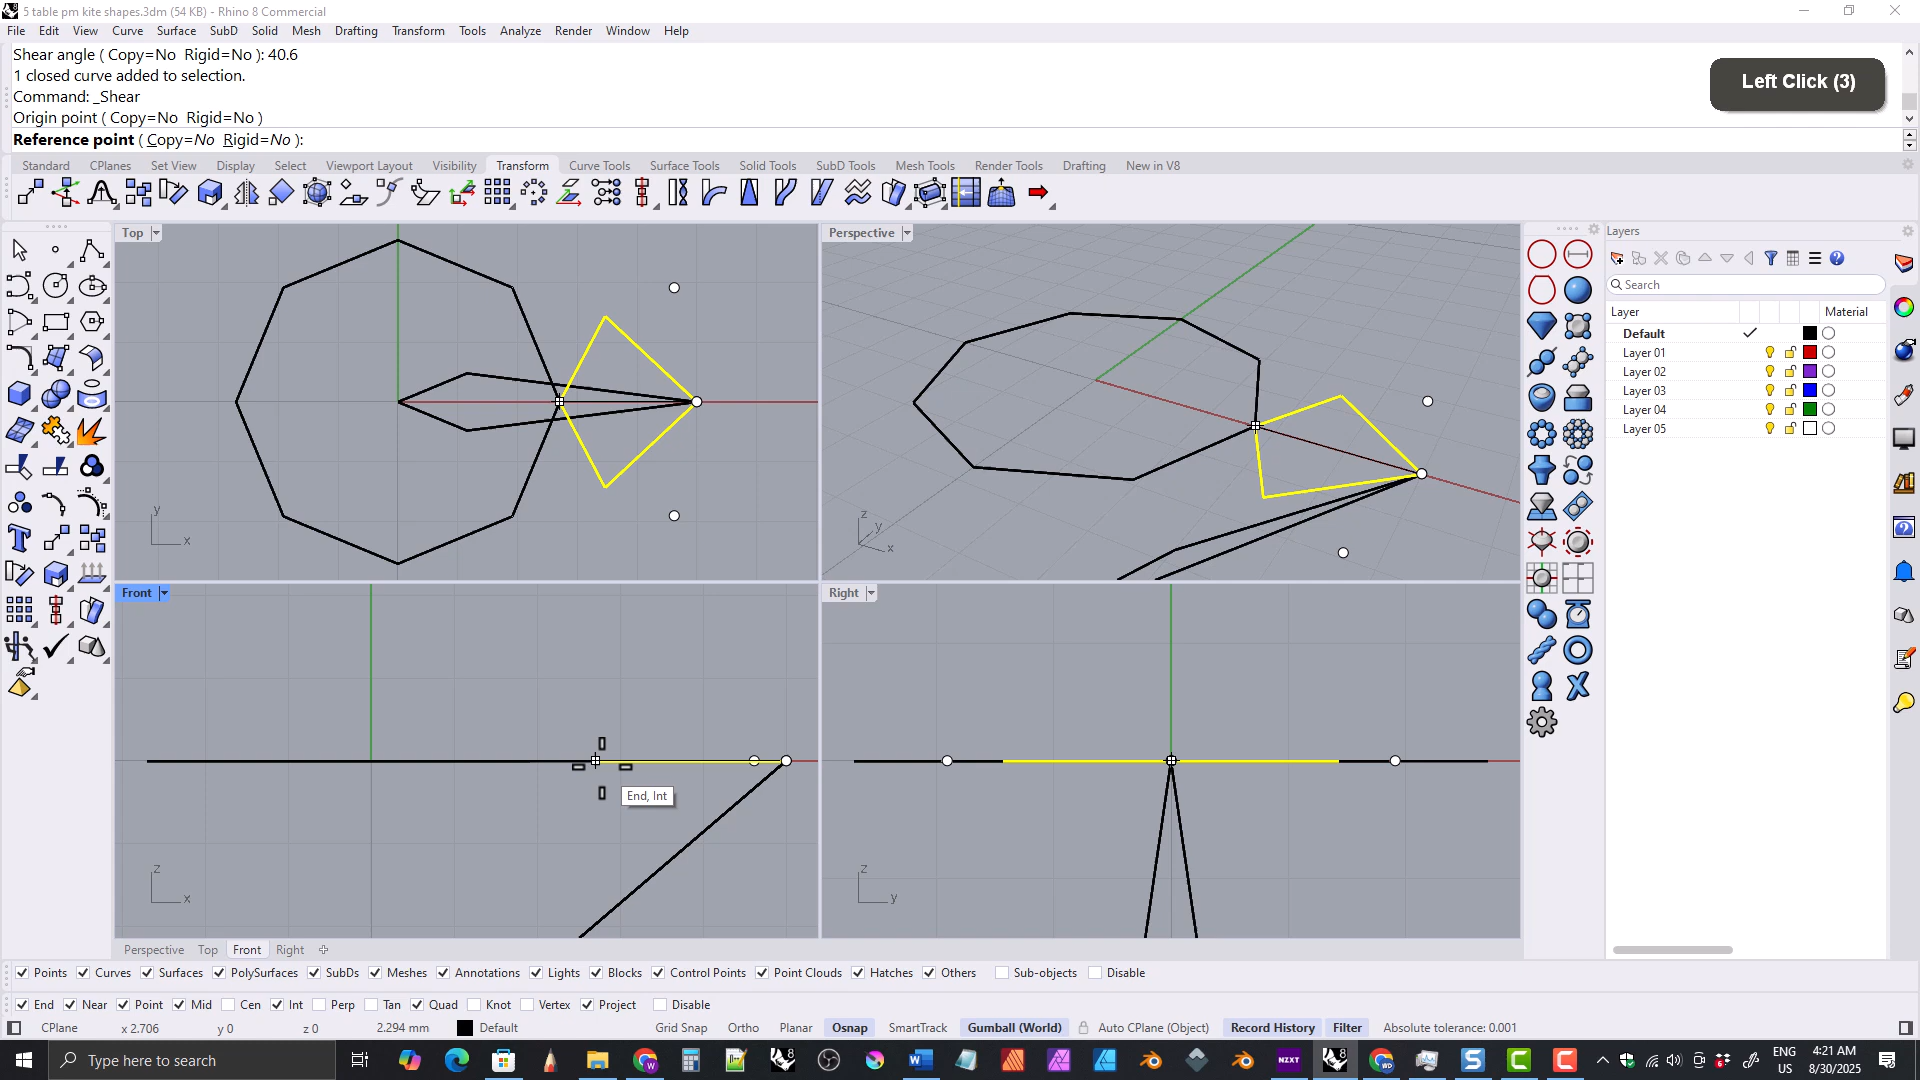 5 table pm kite shapes.3dm (54 KB) - Rhino 8 Commercial
File Edit View Curve Surface SubD Solid Mesh Drafting Transform Tools Analyze Render Window Help
Shear angle ( Copy=No Rigid=No ): 40.6
1 closed curve added to selection.
Command: _Shear
Origin point ( Copy=No Rigid=No )
Reference point ( Copy=No Rigid=No ):
Left Click (3)
Standard CPlanes Set View Display Select Viewport Layout Visibility Transform Curve Tools Surface Tools Solid Tools SubD Tools Mesh Tools Render Tools Drafting New in V8
Top
y
x
Perspective
z
y
x
Front
End, Int
z
x
Right
z
y
Layers
Search
Layer Material
Default
Layer 01
Layer 02
Layer 03
Layer 04
Layer 05
Perspective Top Front Right
Points Curves Surfaces PolySurfaces SubDs Meshes Annotations Lights Blocks Control Points Point Clouds Hatches Others Sub-objects Disable
End Near Point Mid Cen Int Perp Tan Quad Knot Vertex Project Disable
CPlane x 2.706 y 0 z 0 2.294 mm Default Grid Snap Ortho Planar Osnap SmartTrack Gumball (World) Auto CPlane (Object) Record History Filter Absolute tolerance: 0.001
Type here to search
ENG
US
4:21 AM
8/30/2025